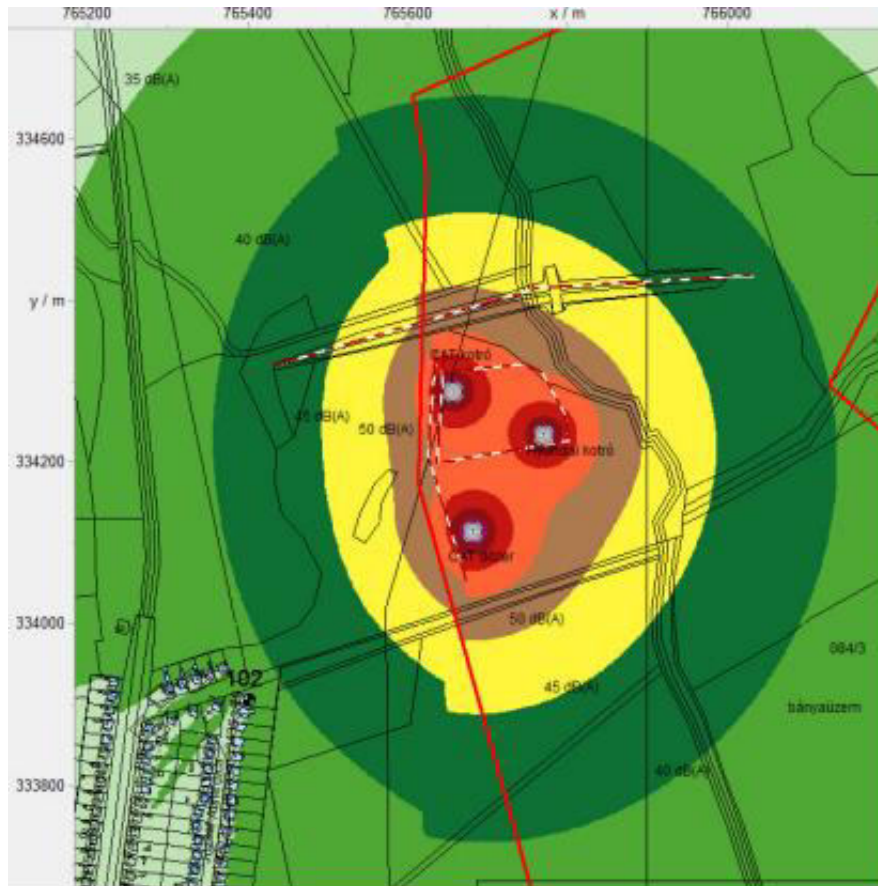 765200
765400
765600
x / m
766000
35 dB(A)
334600
40 dB(A)
y / m
CAT kotró
45 dB(A)
50 dB(A)
334200
CAT dózer
334000
50 dB(A)
084/3
102
45 dB(A)
bányaüzem
40 dB(A)
333800